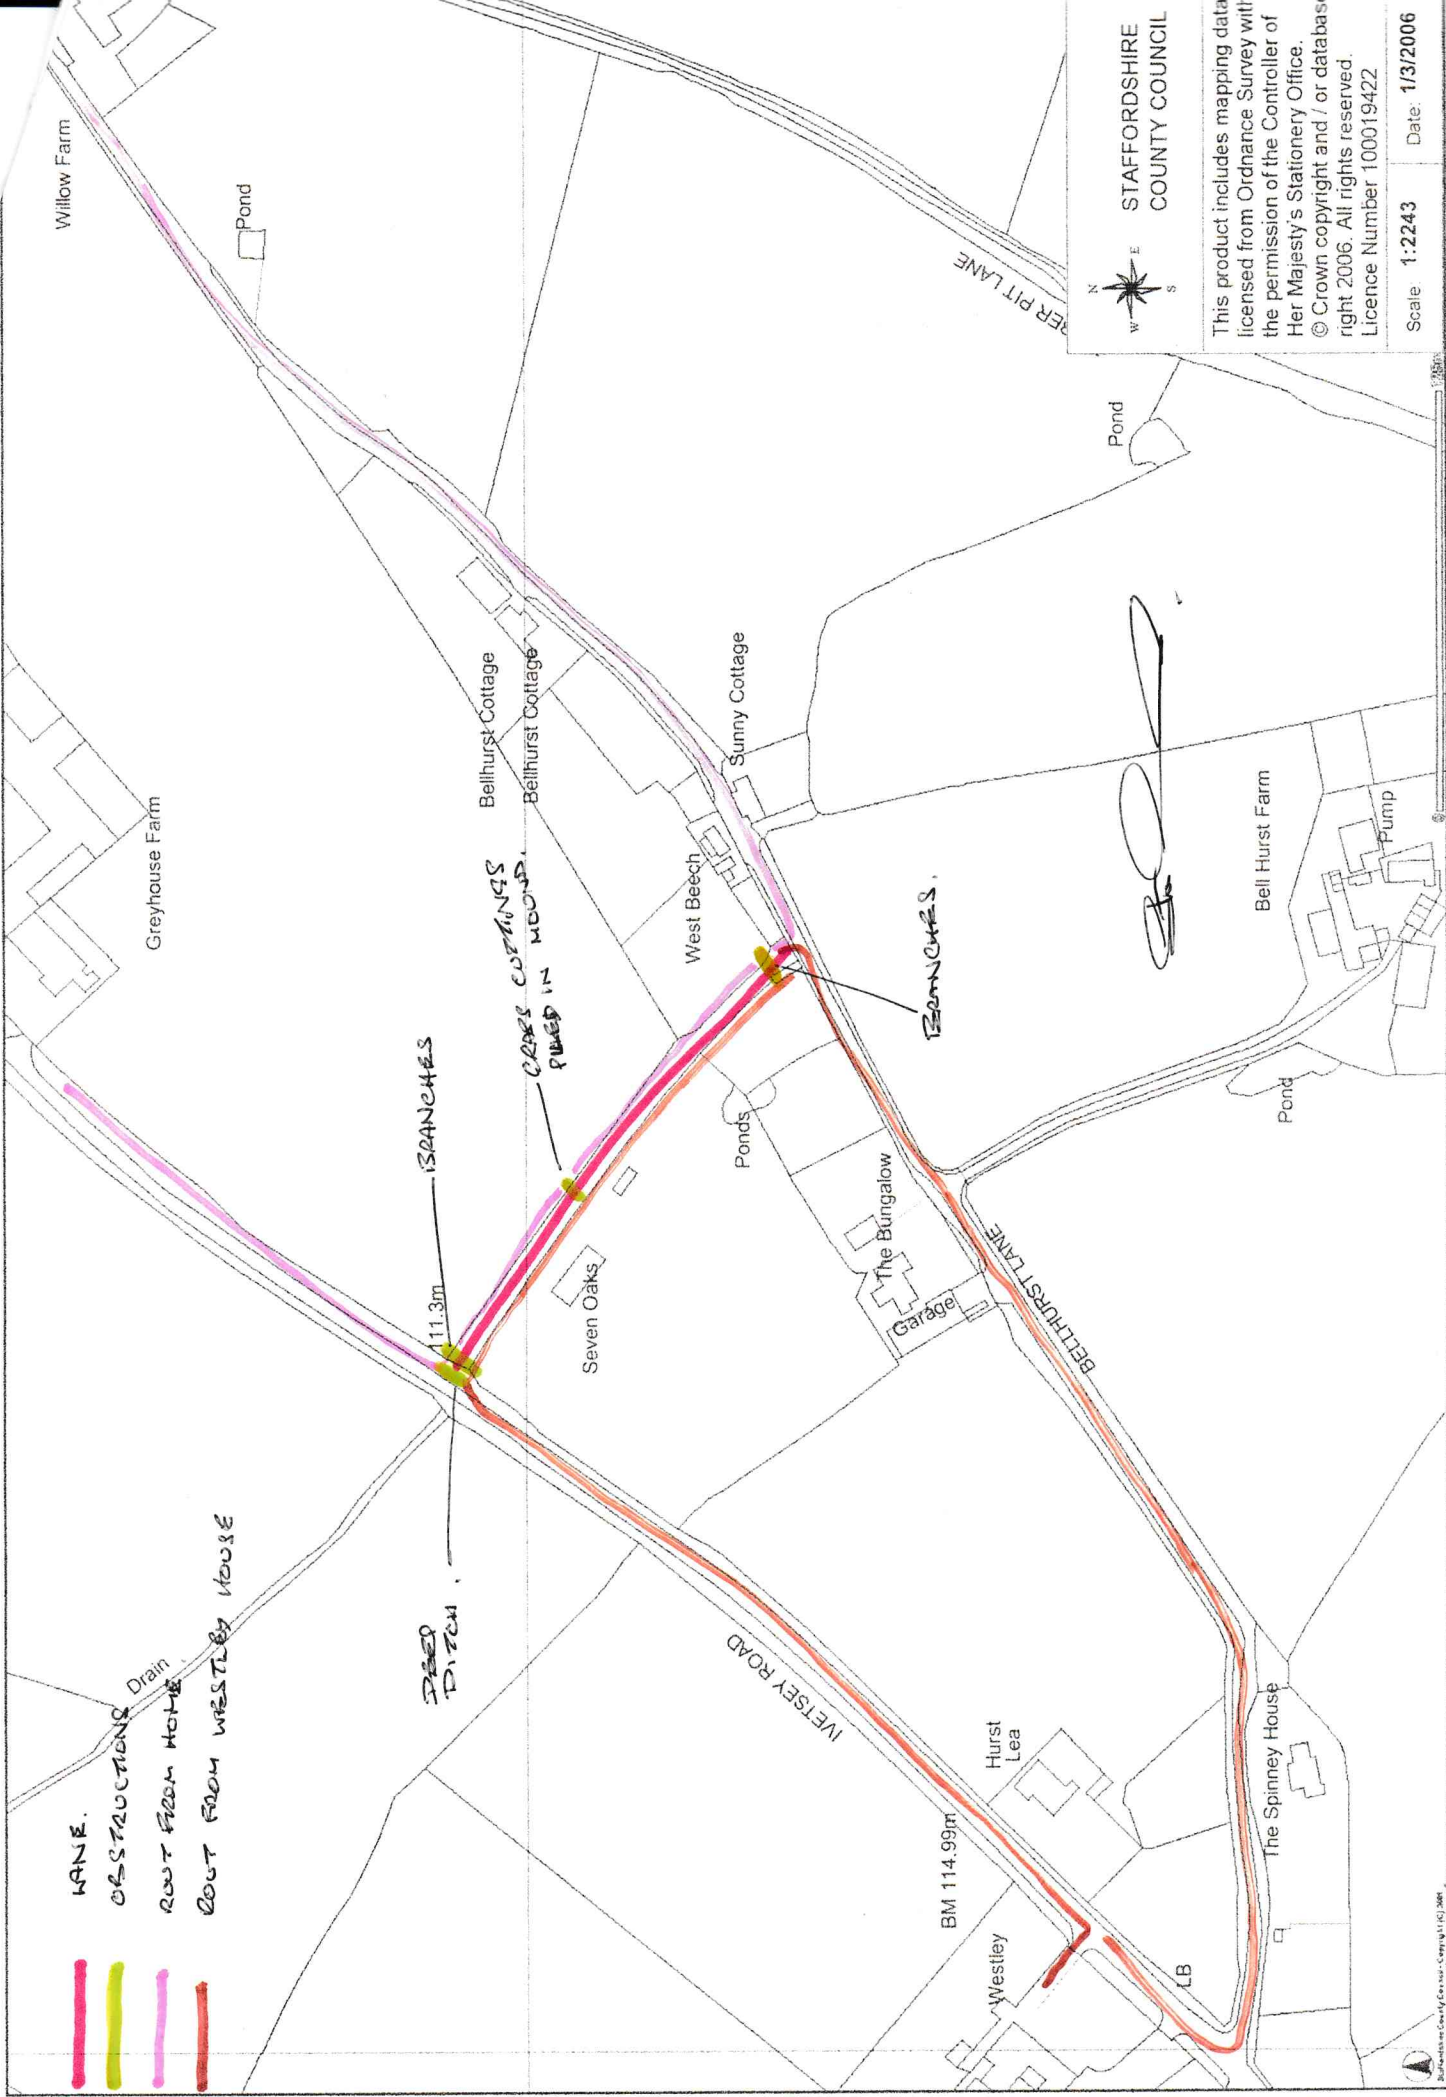 LANE.
OBSTRUCTIONS
ROUT FROM HOME
ROUT FROM WESTLEY HOUSE
Drain
DEEP
DITCH.
BRANCHES
111.3m
GRASS CUTTINGS
PILED IN MOUND.
BRANCHES.
Greyhouse Farm
Willow Farm
Pond
Bellhurst Cottage
Bellhurst Cottage
Sunny Cottage
West Beech
Seven Oaks
Ponds
The Bungalow
Garage
BELLHURST LANE
IVETSEY ROAD
Hurst
Lea
BM 114.99m
Westley
LB
The Spinney House
Pond
Bell Hurst Farm
Pump
Pond
BER PIT LANE
N
W
E
S
STAFFORDSHIRE
COUNTY COUNCIL
This product includes mapping data
licensed from Ordnance Survey with
the permission of the Controller of
Her Majesty's Stationery Office.
© Crown copyright and / or database
right 2006. All rights reserved.
Licence Number 100019422
Scale 1:2243
Date: 1/3/2006